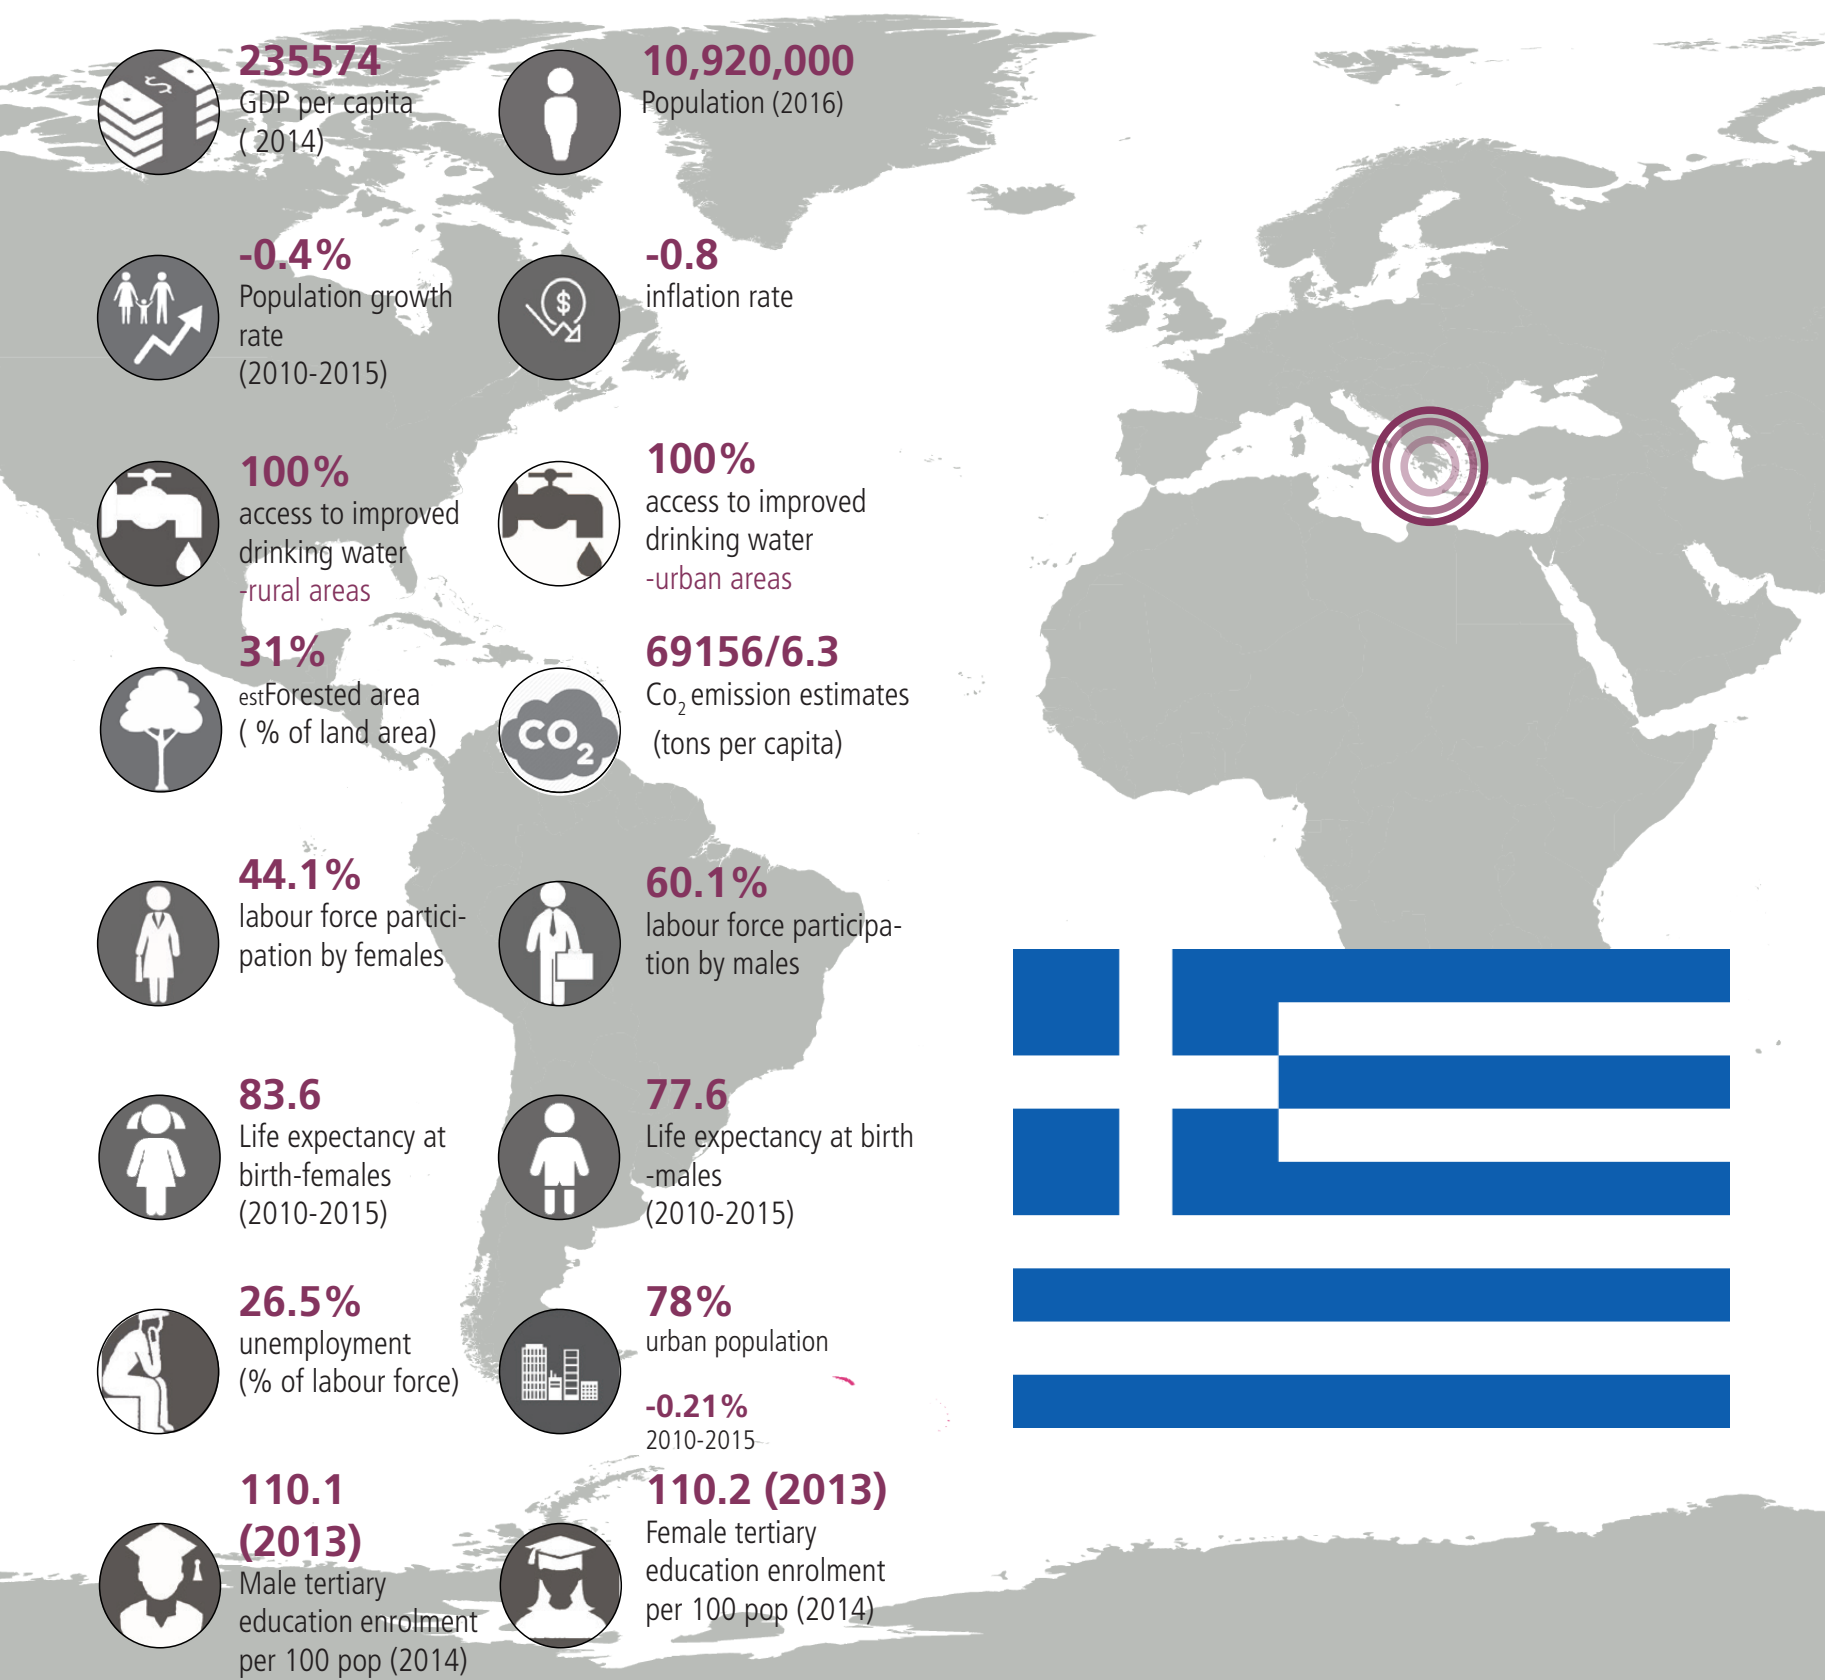 235574
GDP per capita
( 2014)
10,920,000
Population (2016)
-0.4%
Population growth
rate
(2010-2015)
-0.8
inflation rate
100%
access to improved
drinking water
-rural areas
100%
access to improved
drinking water
-urban areas
31%
estForested area
( % of land area)
69156/6.3
Co2 emission estimates
(tons per capita)
CO2
44.1%
labour force partici-
pation by females
60.1%
labour force participa-
tion by males
83.6
Life expectancy at
birth-females
(2010-2015)
77.6
Life expectancy at birth
-males
(2010-2015)
26.5%
unemployment
(% of labour force)
78%
urban population
-0.21%
2010-2015
110.1
(2013)
Male tertiary
education enrolment
per 100 pop (2014)
110.2 (2013)
Female tertiary
education enrolment
per 100 pop (2014)